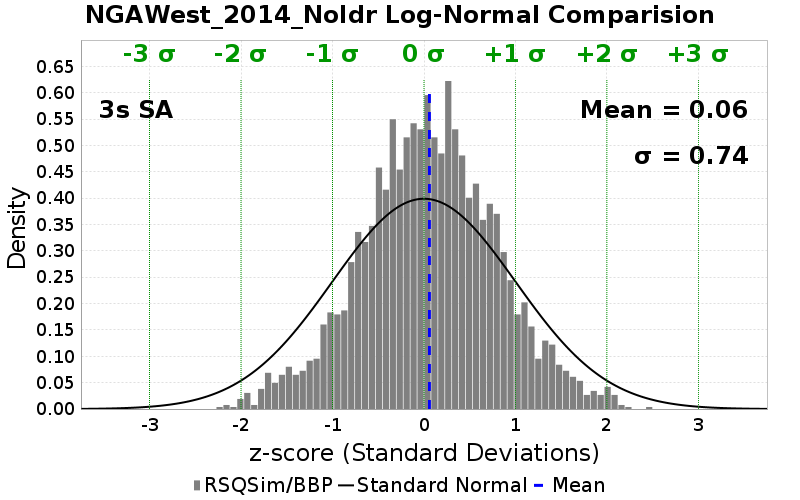 NGAWest_2014_NoIdr Log-Normal Comparision
-3 σ -2 σ -1 σ 0 σ +1 σ +2 σ +3 σ
3s SA
Mean = 0.06
σ = 0.74
Density
0.65
0.60
0.55
0.50
0.45
0.40
0.35
0.30
0.25
0.20
0.15
0.10
0.05
0.00
-3 -2 -1 0 1 2 3
z-score (Standard Deviations)
RSQSim/BBP Standard Normal Mean